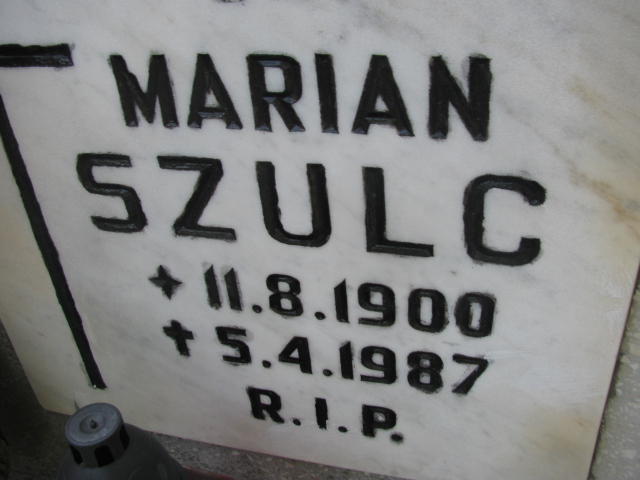 MARIAN
SZULC
✦ 11.8.1900
✝ 5.4.1987
R.I.P.